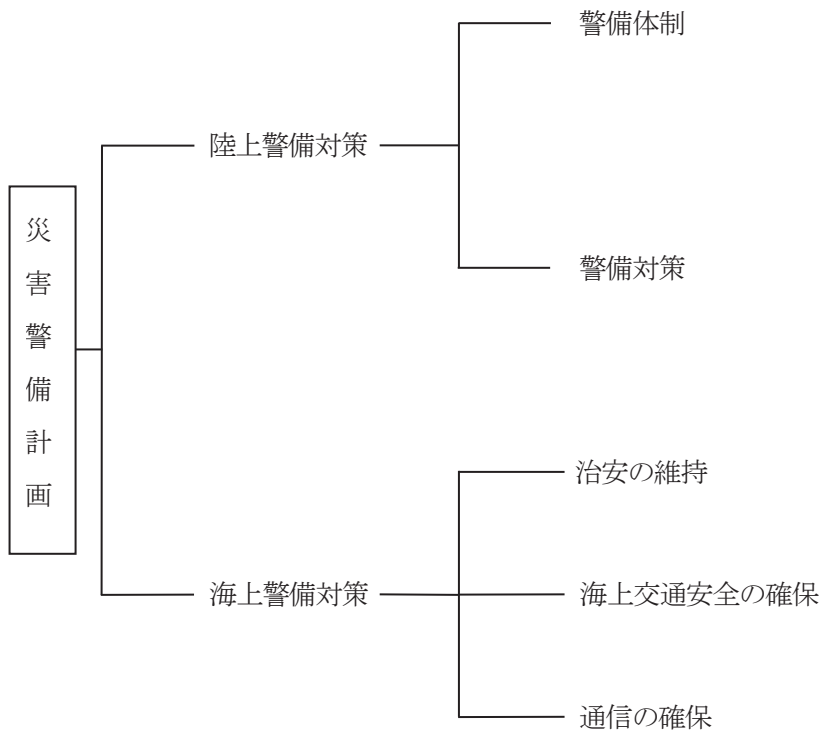 災害警備計画
陸上警備対策
警備体制
警備対策
海上警備対策
治安の維持
海上交通安全の確保
通信の確保